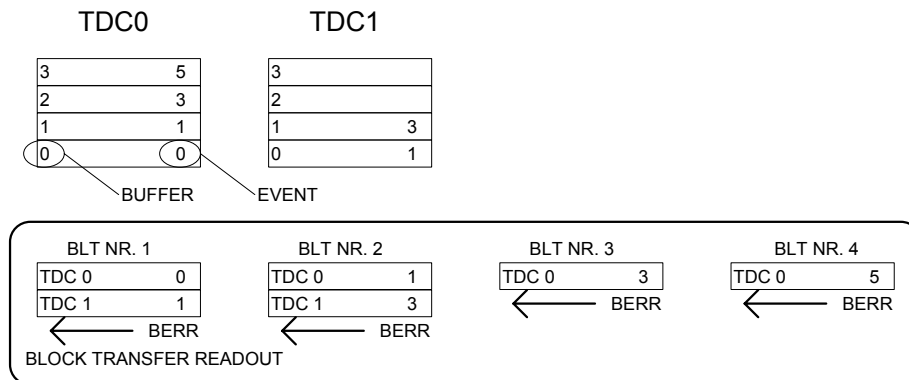 TDC0 TDC1
3 5 3
2 3 2
1 1 1 3
0 0 0 1
BUFFER EVENT
BLT NR. 1 BLT NR. 2 BLT NR. 3 BLT NR. 4
TDC 0 0 TDC 0 1 TDC 0 3 TDC 0 5
TDC 1 1 TDC 1 3 BERR BERR
BERR BERR
BLOCK TRANSFER READOUT